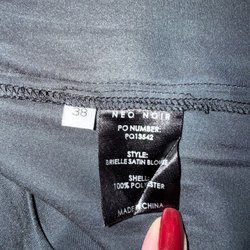 38
NEO NOIR
PO NUMBER:
PO13542
STYLE:
BRIELLE SATIN BLOUSE
SHELL:
100% POLYESTER
MADE IN CHINA